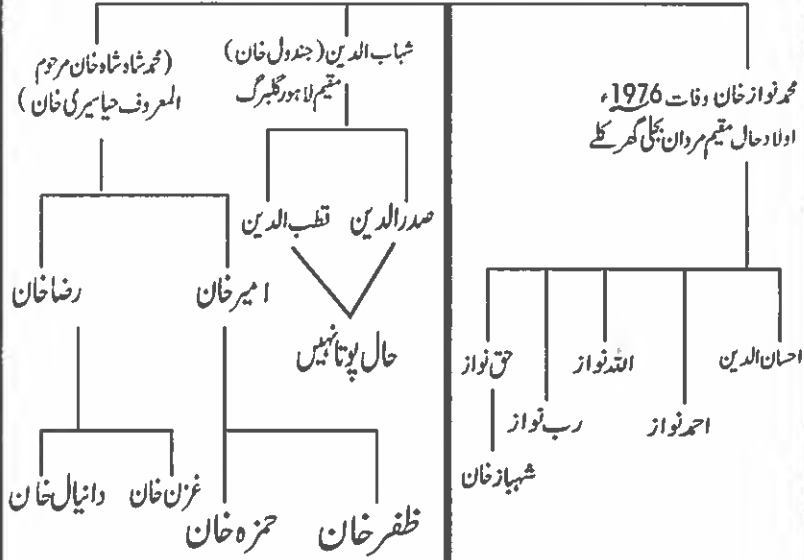 محمد نواز خان وفات 1976ء
اولاد حال مقیم مردان بجلی گھر کلے
شہاب الدین (جندول خان)
مقیم لاہور گلبرگ
(محمد شاہ شاہ خان مرحوم
المعروف حیا سیری خان)
صدر الدین
قطب الدین
امیر خان
رضا خان
حال پوتا نہیں
احسان الدین
احمد نواز
اللہ نواز
رب نواز
حق نواز
شہباز خان
ظفر خان
حمزہ خان
غزن خان
دانیال خان